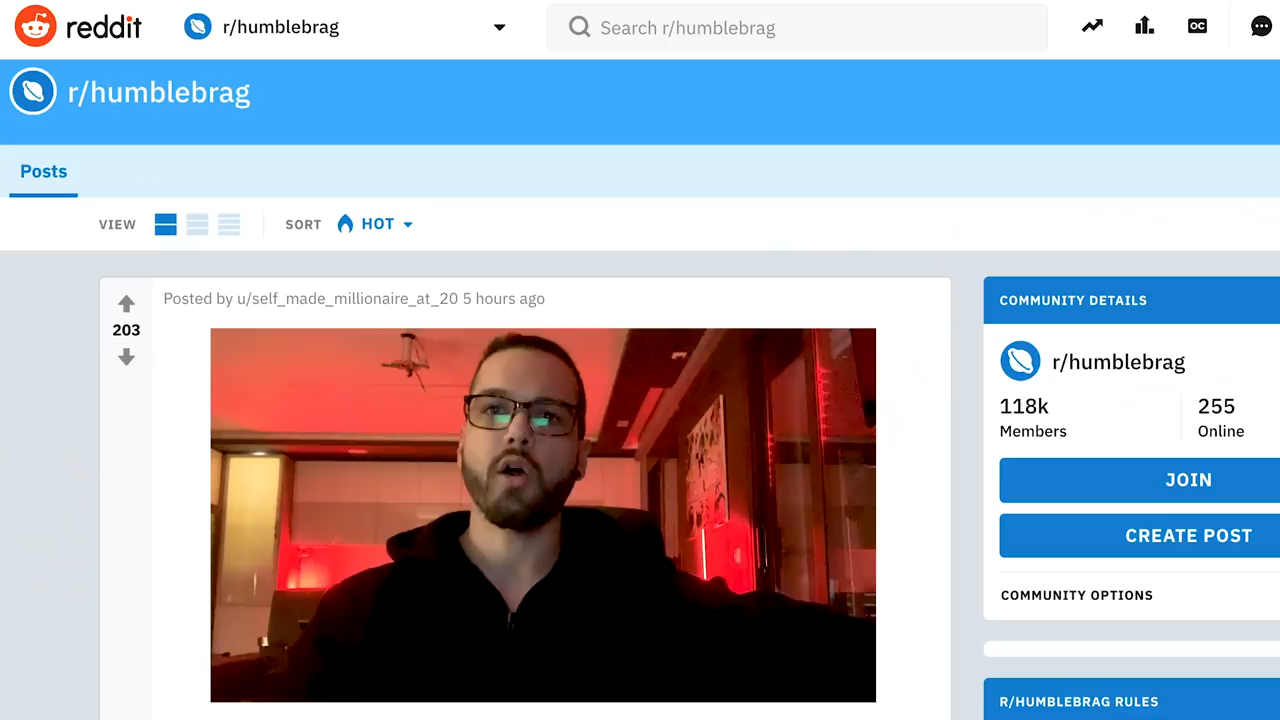 reddit
r/humblebrag
Search r/humblebrag
OC
r/humblebrag
Posts
VIEW
SORT
HOT
Posted by u/self_made_millionaire_at_20 5 hours ago
203
COMMUNITY DETAILS
r/humblebrag
118k
255
Members
Online
JOIN
CREATE POST
COMMUNITY OPTIONS
R/HUMBLEBRAG RULES